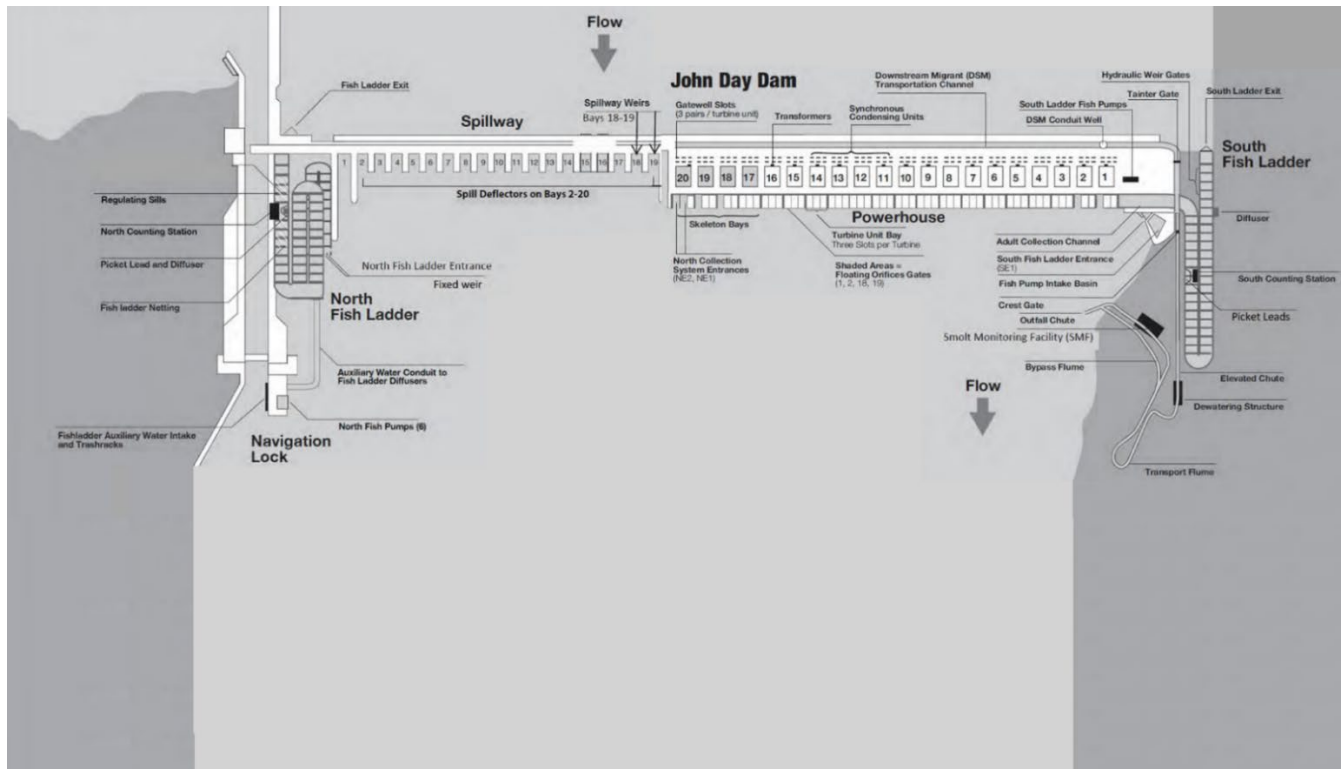 Flow
John Day Dam
Fish Ladder Exit
Spillway Weirs
Bays 18-19
Spillway
Gatewell Slots
(3 pairs / turbine unit)
Transformers
Downstream Migrant (DSM)
Transportation Channel
Synchronous
Condensing Units
South Ladder Fish Pumps
DSM Conduit Well
Hydraulic Weir Gates
Tainter Gate
South Ladder Exit
South
Fish Ladder
1 2 3 4 5 6 7 8 9 10 11 12 13 14 15 16 17 18 19
20 19 18 17 16 15 14 13 12 11 10 9 8 7 6 5 4 3 2 1
Spill Deflectors on Bays 2-20
Regulating Sills
North Counting Station
Picket Lead and Diffuser
Fish ladder Netting
North Fish Ladder Entrance
Fixed weir
North
Fish Ladder
Skeleton Bays
North Collection
System Entrances
(NE2, NE1)
Powerhouse
Turbine Unit Bay
Three Slots per Turbine
Shaded Areas =
Floating Orifices Gates
(1, 2, 18, 19)
Adult Collection Channel
South Fish Ladder Entrance
(SE1)
Fish Pump Intake Basin
Crest Gate
Outfall Chute
Smolt Monitoring Facility (SMF)
Bypass Flume
Diffuser
South Counting Station
Picket Leads
Elevated Chute
Dewatering Structure
Transport Flume
Flow
Auxiliary Water Conduit to
Fish Ladder Diffusers
North Fish Pumps (6)
Fishladder Auxiliary Water Intake
and Trashracks
Navigation
Lock